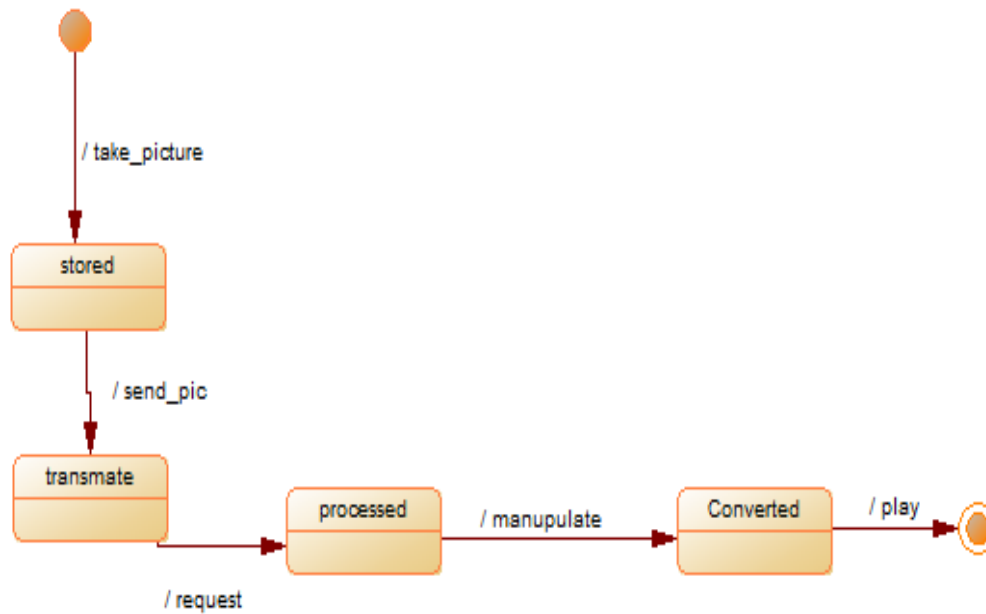 / take_picture
stored
/ send_pic
transmate
processed
/ manupulate
Converted
/ play
/ request